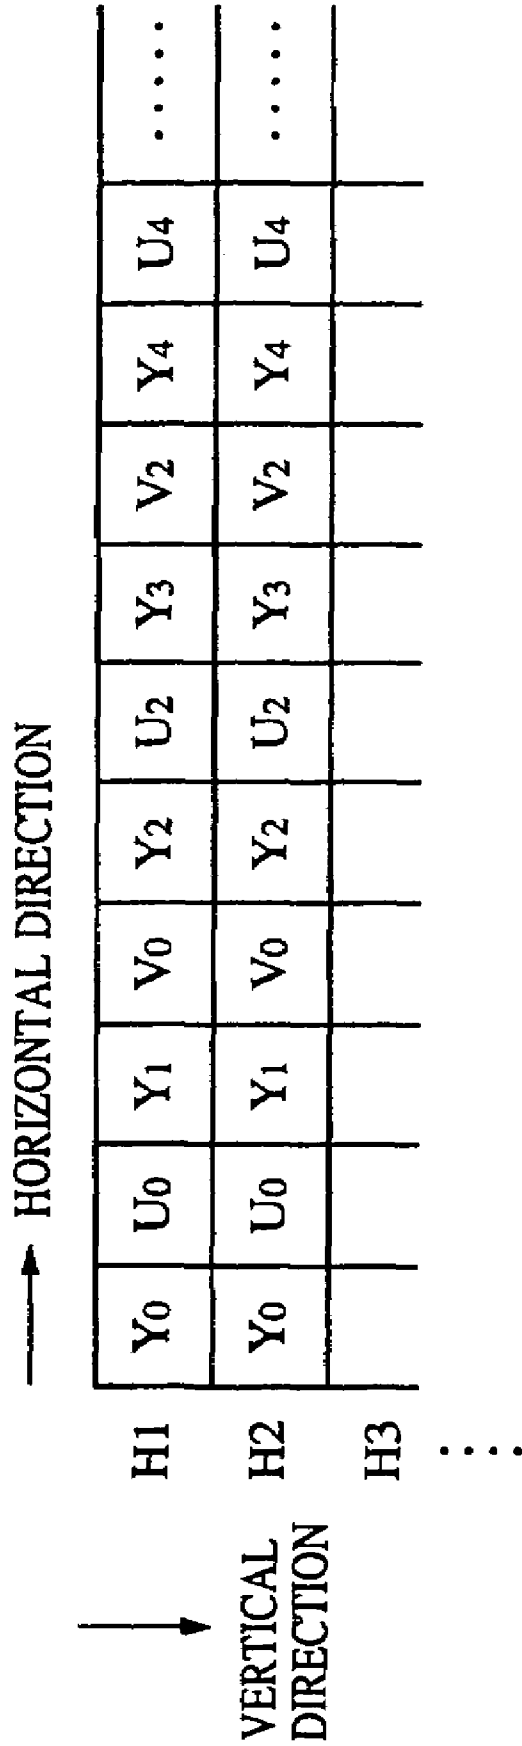 HORIZONTAL DIRECTION
VERTICAL
DIRECTION
H1 Y0 U0 Y1 V0 Y2 U2 Y3 V2 Y4 U4 .....
H2 Y0 U0 Y1 V0 Y2 U2 Y3 V2 Y4 U4 .....
H3
....